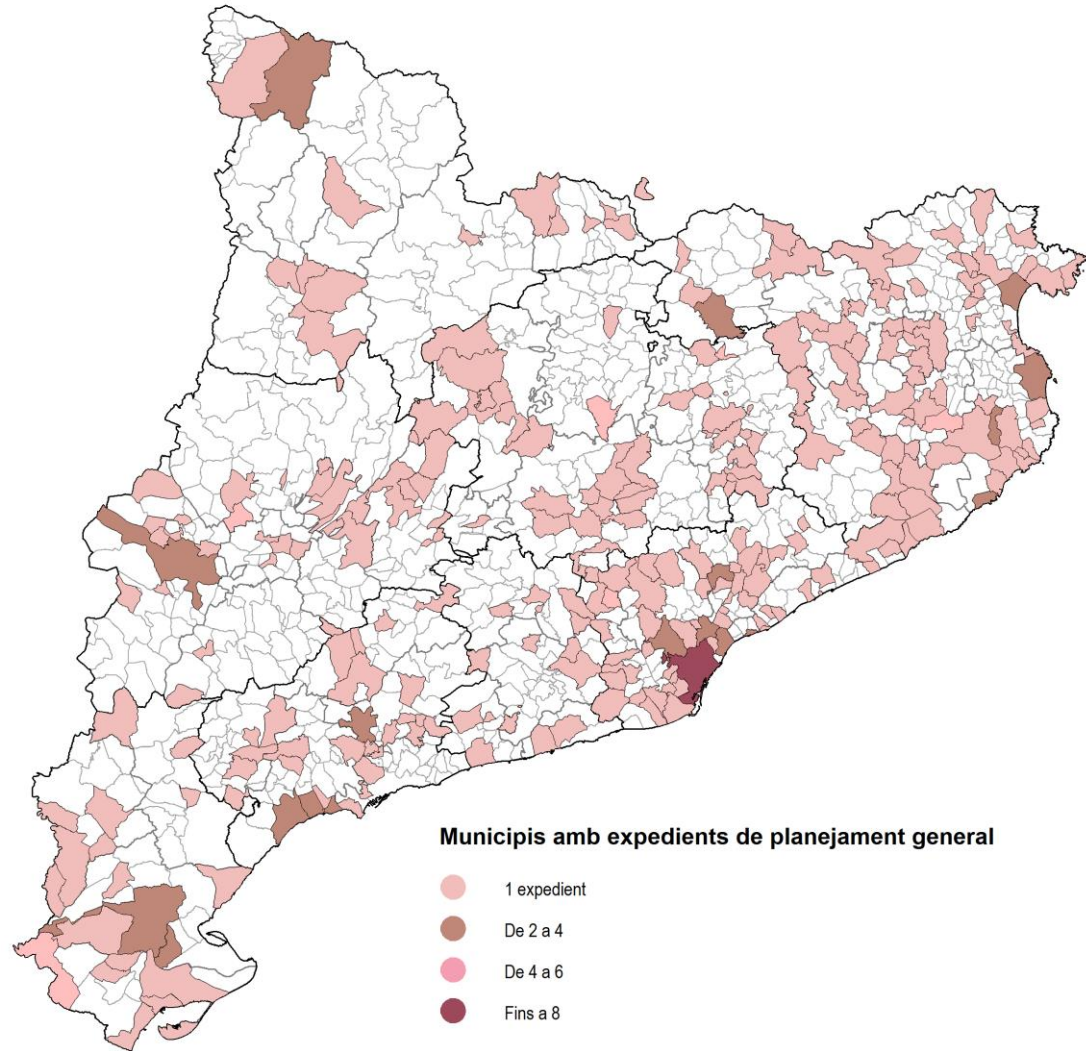 Municipis amb expedients de planejament general
1 expedient
De 2 a 4
De 4 a 6
Fins a 8